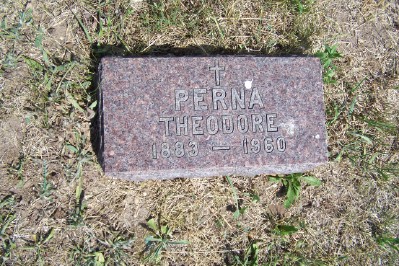 PERNA
THEODORE
1883 - 1960